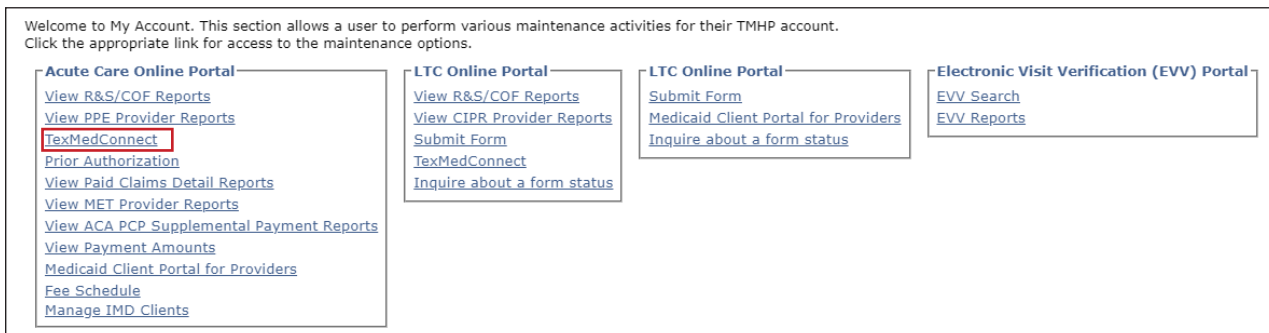 Welcome to My Account. This section allows a user to perform various maintenance activities for their TMHP account.
Click the appropriate link for access to the maintenance options.
Acute Care Online Portal
View R&S/COF Reports
View PPE Provider Reports
TexMedConnect
Prior Authorization
View Paid Claims Detail Reports
View MET Provider Reports
View ACA PCP Supplemental Payment Reports
View Payment Amounts
Medicaid Client Portal for Providers
Fee Schedule
Manage IMD Clients
LTC Online Portal
View R&S/COF Reports
View CIPR Provider Reports
Submit Form
TexMedConnect
Inquire about a form status
LTC Online Portal
Submit Form
Medicaid Client Portal for Providers
Inquire about a form status
Electronic Visit Verification (EVV) Portal
EVV Search
EVV Reports